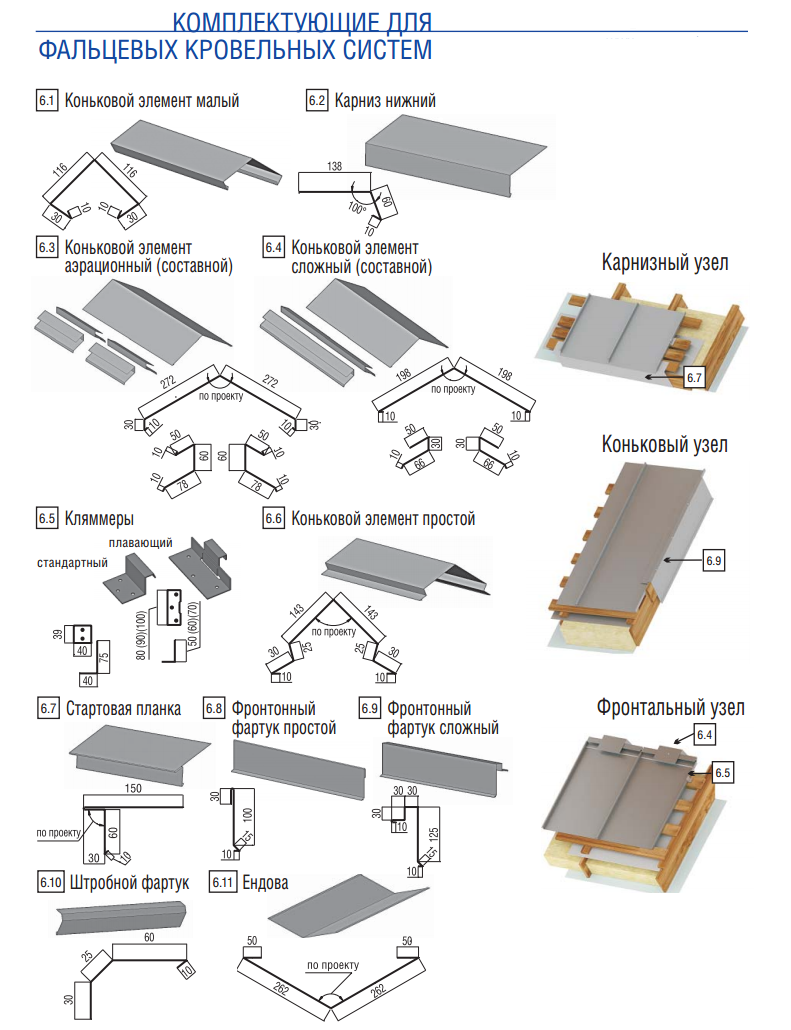 КОМПЛЕКТУЮЩИЕ ДЛЯ
ФАЛЬЦЕВЫХ КРОВЕЛЬНЫХ СИСТЕМ
6.1 Коньковой элемент малый
116
116
30
10
10
30
6.2 Карниз нижний
138
100°
60
10
6.3 Коньковой элемент
аэрационный (составной)
272
272
по проекту
30
10
10
30
50
10
60
10
78
50
10
60
10
78
6.4 Коньковой элемент
сложный (составной)
198
198
по проекту
10
10
50
30
10
66
50
30
66
10
Карнизный узел
6.7
Коньковый узел
6.9
6.5 Кляммеры
плавающий
стандартный
39
40
75
40
80 (90)(100)
50 (60)(70)
6.6 Коньковой элемент простой
143
143
по проекту
25
25
30
30
10
10
Фронтальный узел
6.4
6.5
6.7 Стартовая планка
150
по проекту
60
30
10
6.8 Фронтонный
фартук простой
30
100
15
10
6.9 Фронтонный
фартук сложный
30 30
30
10
125
15
10
6.10 Штробной фартук
60
25
30
10
6.11 Ендова
50
50
по проекту
262
262